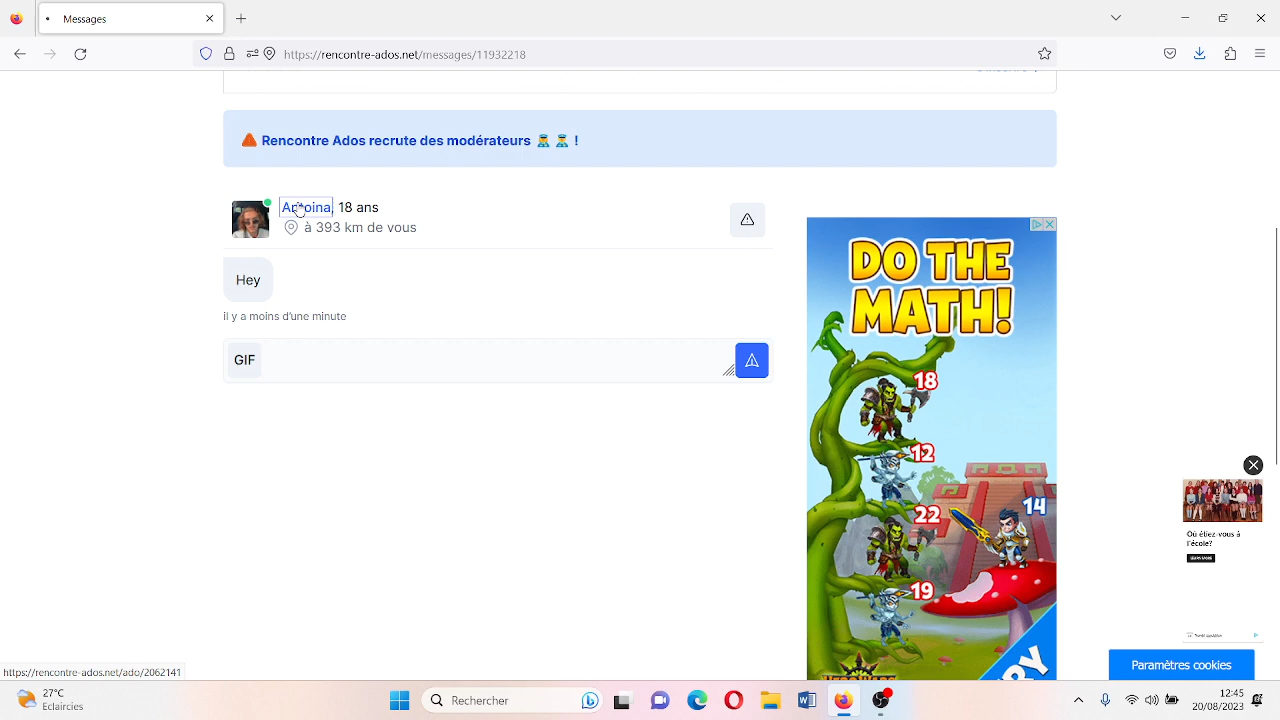 Messages
https://rencontre-ados.net/messages/11932218
Rencontre Ados recrute des modérateurs !
18 ans
à 393 Km de vous
Hey
il y a moins d'une minute
GIF
DO THE
MATH!
18
12
22
14
19
Où étiez-vous à
l'école?
LEARN MORE
Paramètres cookies
https://rencontre-ados.net/ado/2062141
27°C
Eclaircies
Rechercher
12:45
20/08/2023